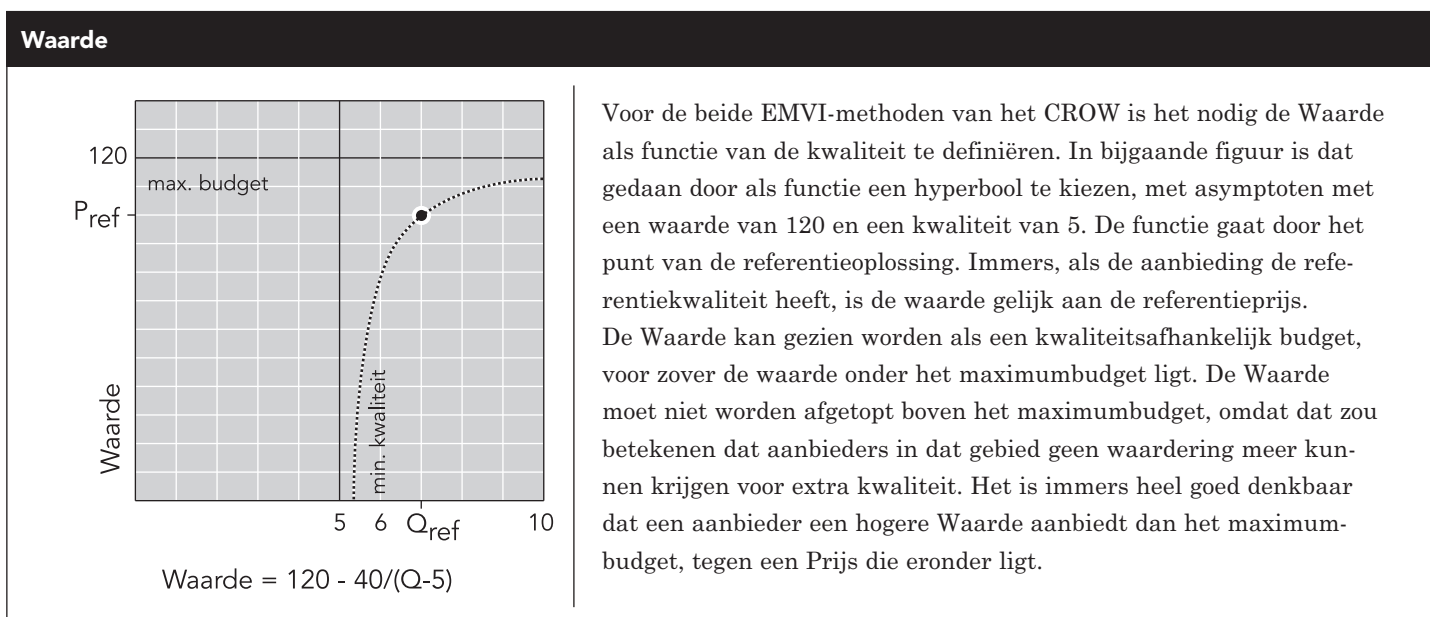 Waarde
120
max. budget
Pref
Waarde
min. kwaliteit
5 6 Qref 10
Waarde = 120 - 40/(Q-5)
Voor de beide EMVI-methoden van het CROW is het nodig de Waarde
als functie van de kwaliteit te definiëren. In bijgaande figuur is dat
gedaan door als functie een hyperbool te kiezen, met asymptoten met
een waarde van 120 en een kwaliteit van 5. De functie gaat door het
punt van de referentieoplossing. Immers, als de aanbieding de refe-
rentiekwaliteit heeft, is de waarde gelijk aan de referentieprijs.
De Waarde kan gezien worden als een kwaliteitsafhankelijk budget,
voor zover de waarde onder het maximumbudget ligt. De Waarde
moet niet worden afgetopt boven het maximumbudget, omdat dat zou
betekenen dat aanbieders in dat gebied geen waardering meer kun-
nen krijgen voor extra kwaliteit. Het is immers heel goed denkbaar
dat een aanbieder een hogere Waarde aanbiedt dan het maximum-
budget, tegen een Prijs die eronder ligt.